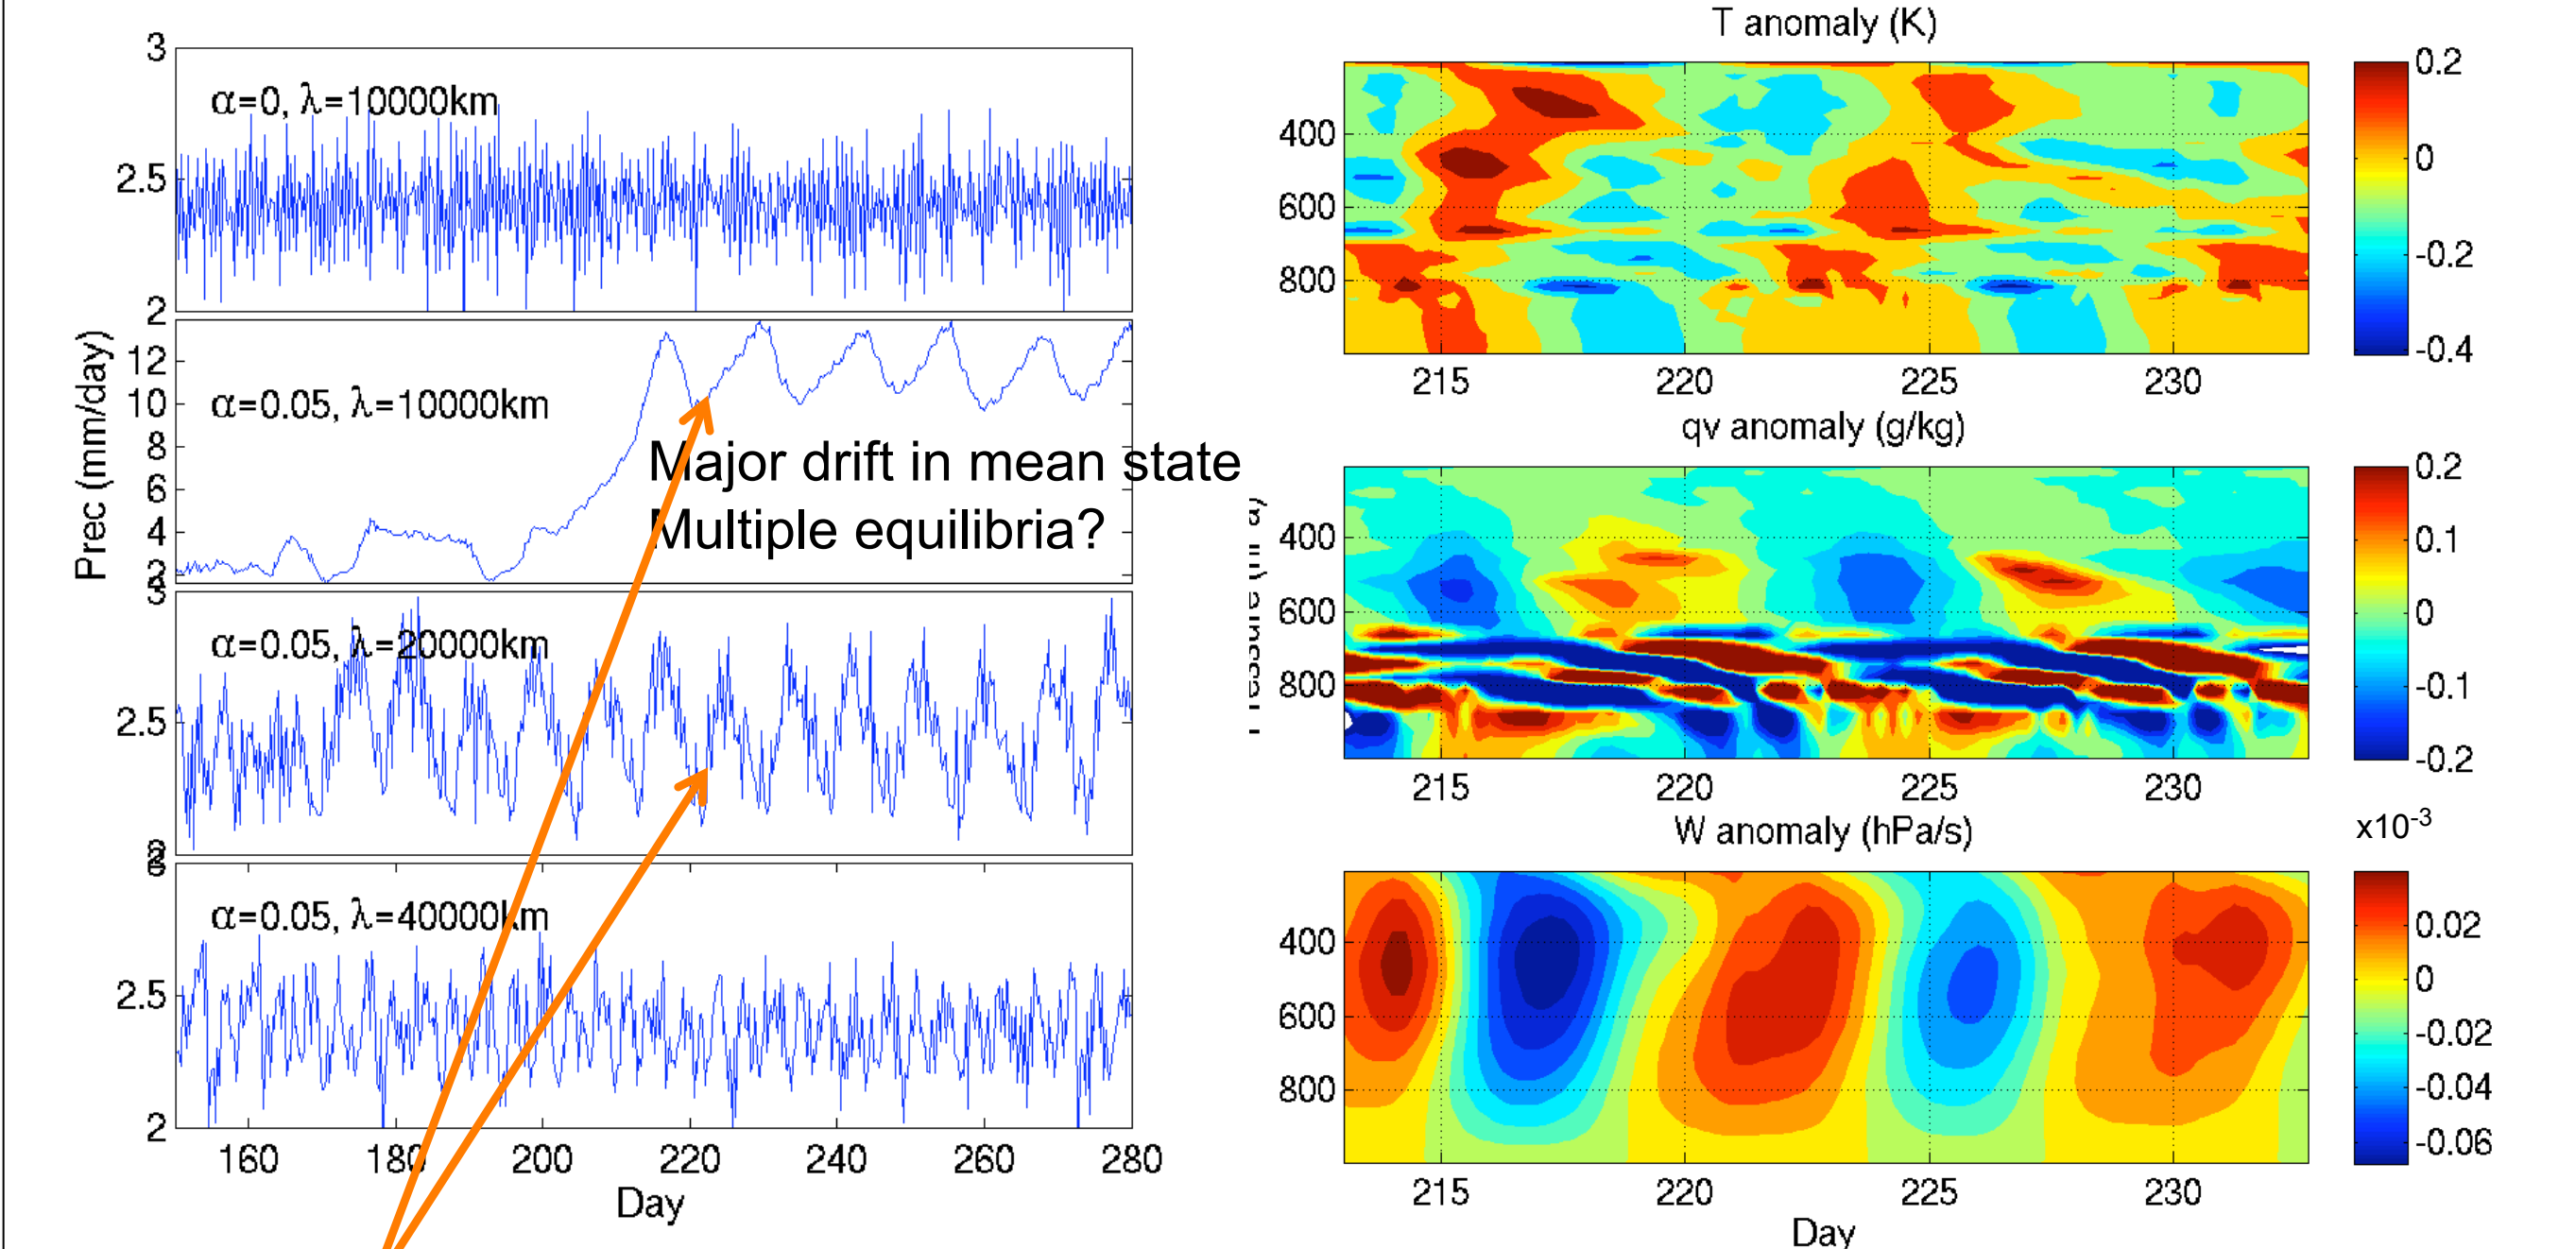 3
α=0, λ=10000km
2.5
2
Prec (mm/day)
12
10
8
6
4
2
α=0.05, λ=10000km
Major drift in mean state
Multiple equilibria?
3
α=0.05, λ=20000km
2.5
α=0.05, λ=40000km
2.5
2
160 180 200 220 240 260 280
Day
T anomaly (K)
400
600
800
215 220 225 230
0.2
0
-0.2
-0.4
qv anomaly (g/kg)
400
600
800
215 220 225 230
0.2
0.1
0
-0.1
-0.2
W anomaly (hPa/s)
x10-3
400
600
800
215 220 225 230
Day
0.02
0
-0.02
-0.04
-0.06